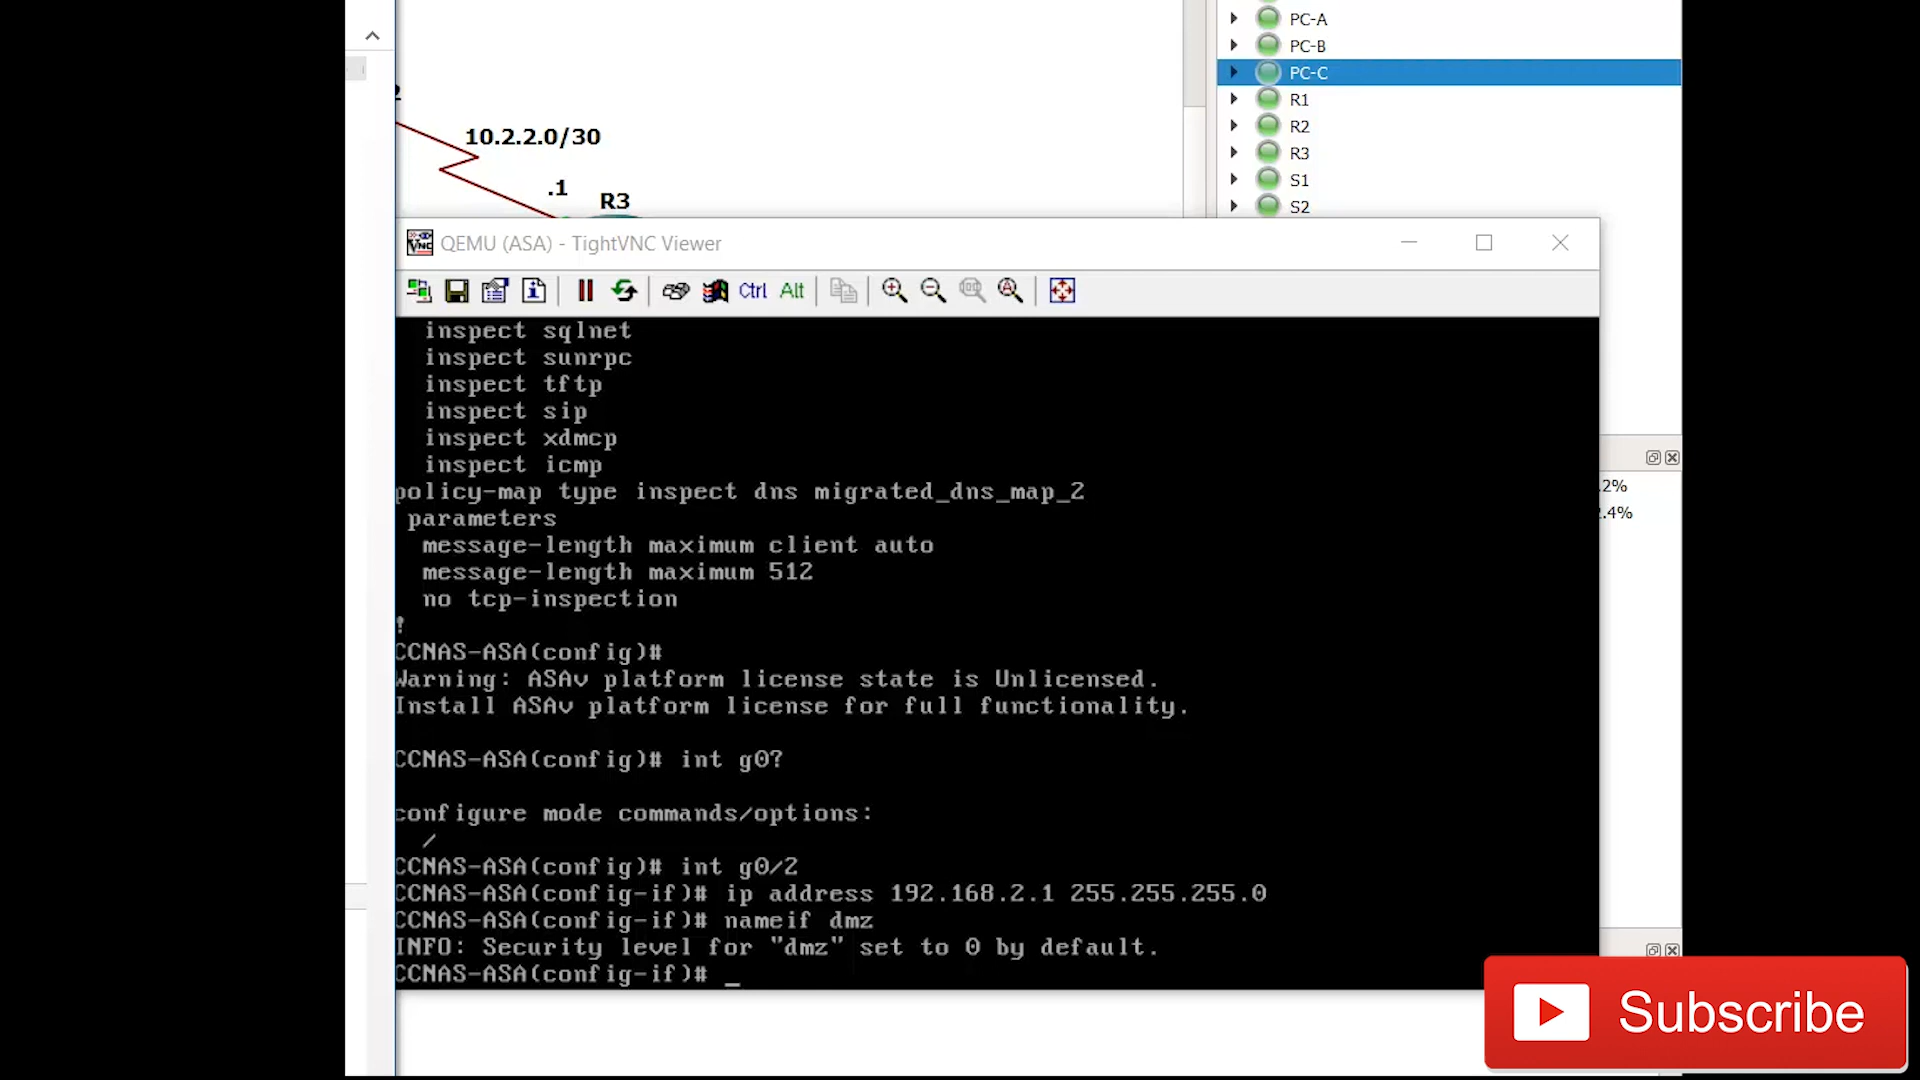 PC-A
PC-B
PC-C
R1
R2
R3
S1
S2
10.2.2.0/30
.1
R3
QEMU (ASA) - TightVNC Viewer
Ctrl Alt
inspect sqlnet
inspect sunrpc
inspect tftp
inspect sip
inspect xdmcp
inspect icmp
policy-map type inspect dns migrated_dns_map_2
parameters
message-length maximum client auto
message-length maximum 512
no tcp-inspection
!
CCNAS-ASA(config)#
Warning: ASAv platform license state is Unlicensed.
Install ASAv platform license for full functionality.
CCNAS-ASA(config)# int g0?
configure mode commands/options:
/
CCNAS-ASA(config)# int g0/2
CCNAS-ASA(config-if)# ip address 192.168.2.1 255.255.255.0
CCNAS-ASA(config-if)# nameif dmz
INFO: Security level for "dmz" set to 0 by default.
CCNAS-ASA(config-if)# _
.2%
.4%
Subscribe